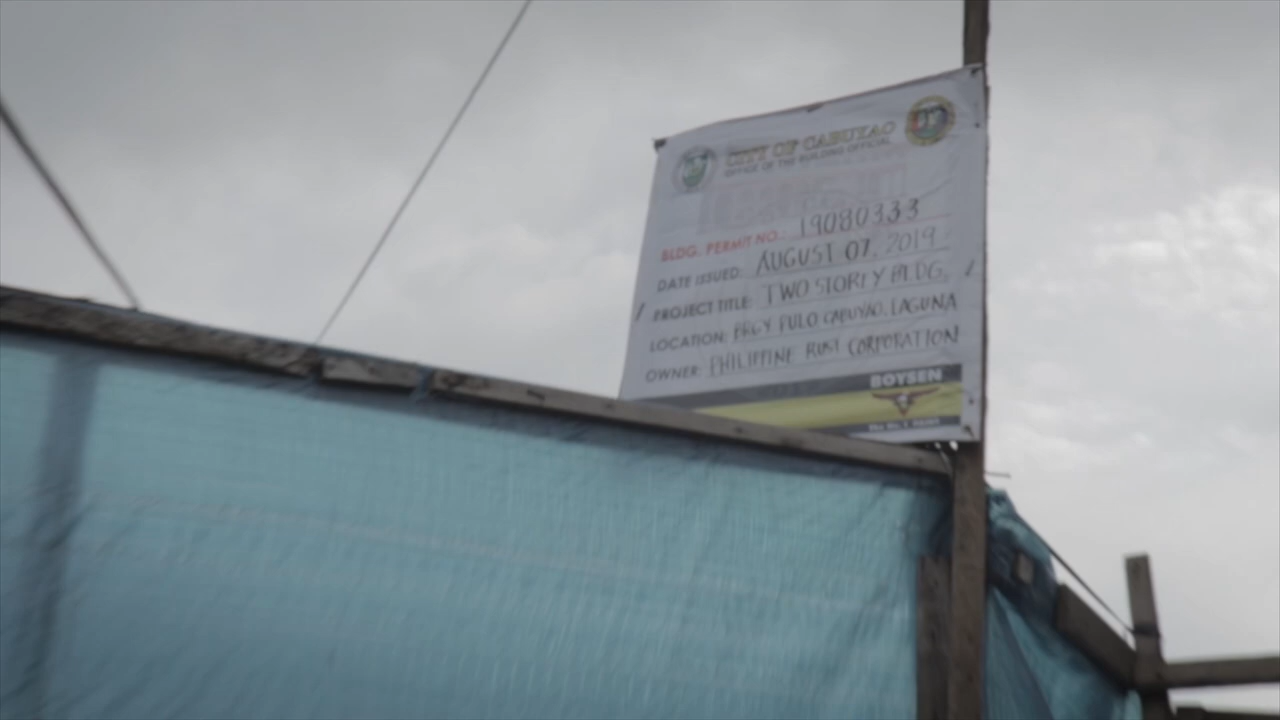 CITY OF CABUYAO
OFFICE OF THE BUILDING OFFICIAL
BLDG. PERMIT NO.: 19080333
DATE ISSUED: AUGUST 07, 2019
PROJECT TITLE: TWO STOREY BLDG.
LOCATION: BRGY PULO CABUYAO, LAGUNA
OWNER: PHILIPPINE RUSI CORPORATION
BOYSEN